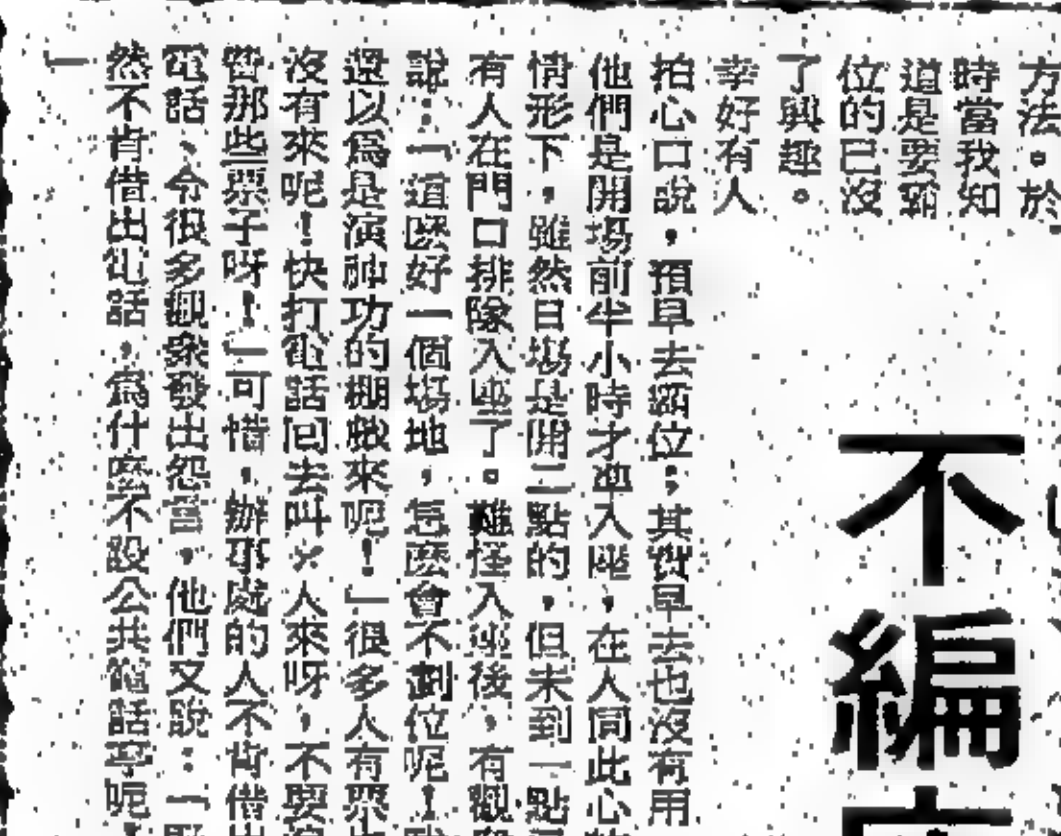 方法。於
時當我知
道是要霸
位的已沒
了興趣。
幸好有人
拍心口說，預早去霸位；其實早去也沒有用
他們是開場前半小時才準入座，在人同此心
情形下，雖然日場是開二點的，但未到一點
有人在門口排隊入座了。難怪入座後，有觀
說：「這麼好一個場地，怎麼會不劃位呢！
還以爲是演神功的棚戲來呢！」很多人有票
沒有來呢！快打電話回去叫人來呀，不要
那些票子呀！」可惜，辦事處的人不肯借出
電話、令很多觀衆發出怨言，他們又說：「
然不肯借出電話，爲什麼不設公共電話亭呢！
」
不編